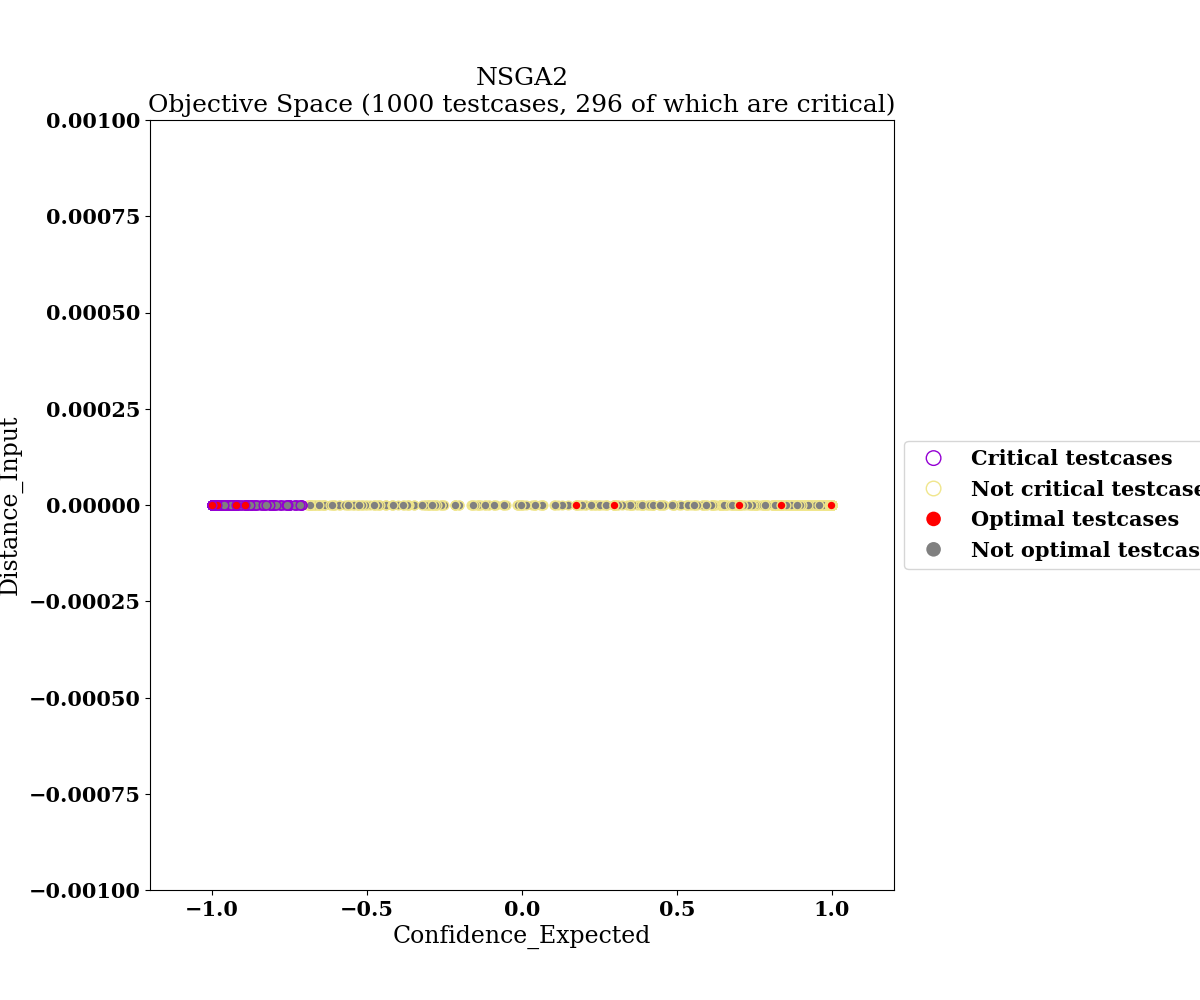 NSGA2
Objective Space (1000 testcases, 296 of which are critical)
0.00100
0.00075
0.00050
0.00025
0.00000
−0.00025
−0.00050
−0.00075
−0.00100
Distance_Input
−1.0 −0.5 0.0 0.5 1.0
Confidence_Expected
Critical testcases
Not critical testcase
Optimal testcases
Not optimal testcas